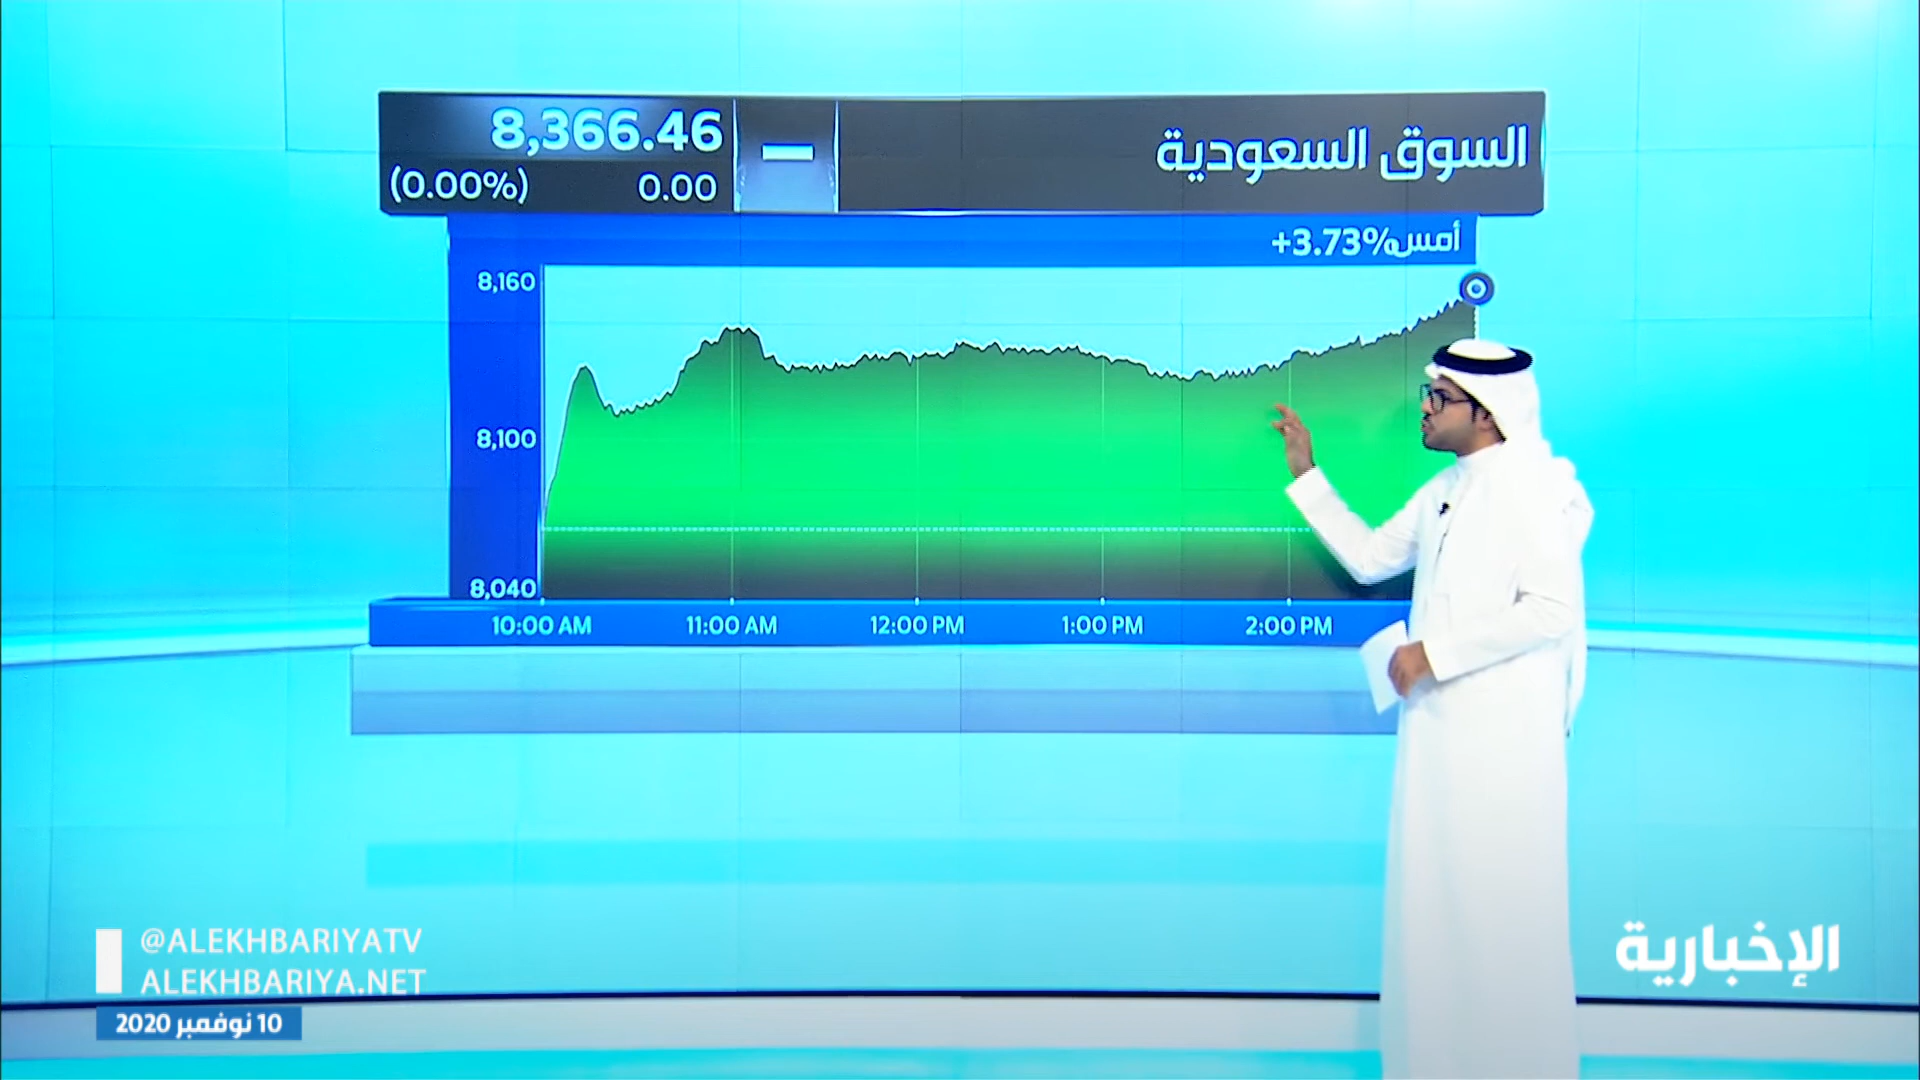 السوق السعودية
8,366.46
0.00 (0.00%)
أمس +3.73%
8,160
8,100
8,040
10:00 AM 11:00 AM 12:00 PM 1:00 PM 2:00 PM
@ALEKHBARIYATV
ALEKHBARIYA.NET
الإخبارية
10 نوفمبر 2020